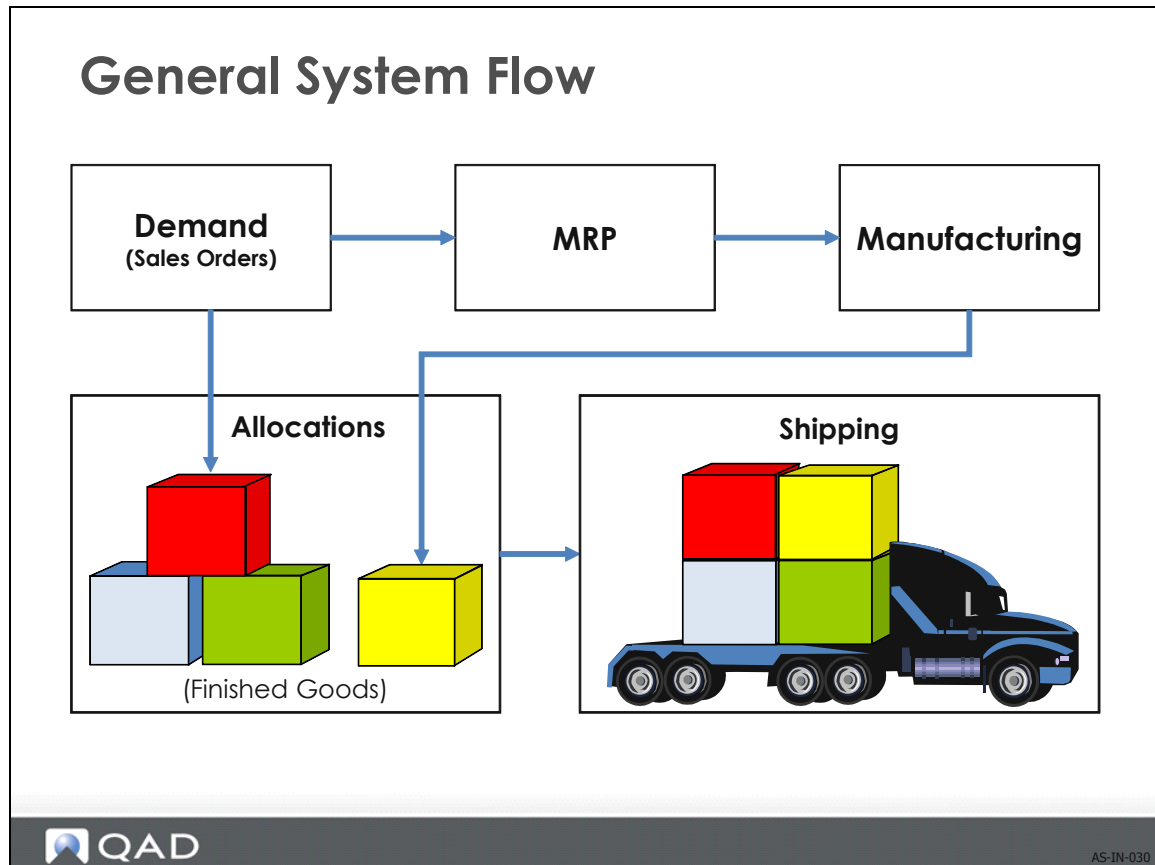 General System Flow
Demand
(Sales Orders)
MRP
Manufacturing
Allocations
(Finished Goods)
Shipping
QAD
AS-IN-030